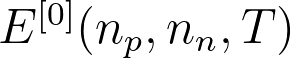 E^{[0]}(n_p, n_n, T)